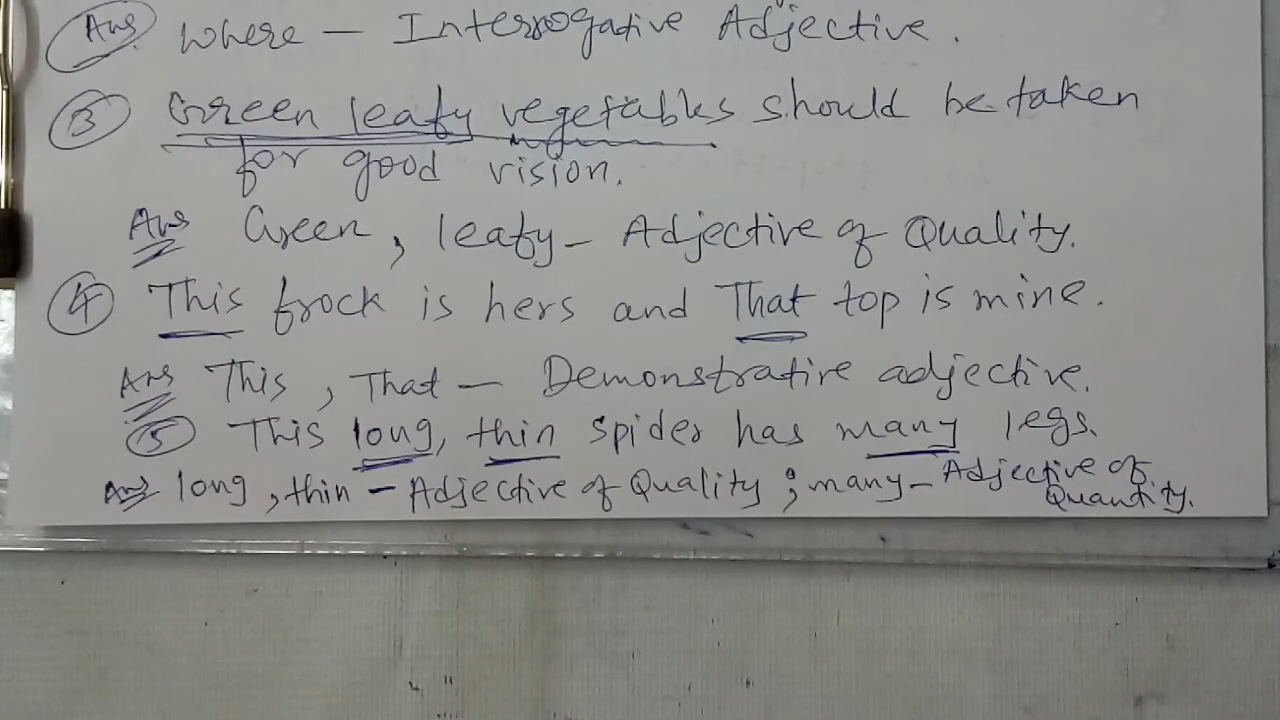 Ans. Where – Interrogative Adjective.
3 Green leafy vegetables should be taken
for good vision.
Ans Green, leafy – Adjective of Quality.
4 This frock is hers and That top is mine.
Ans This, That – Demonstrative adjective.
5 This long, thin spider has many legs.
Ans long, thin – Adjective of Quality; many – Adjective of
Quantity.